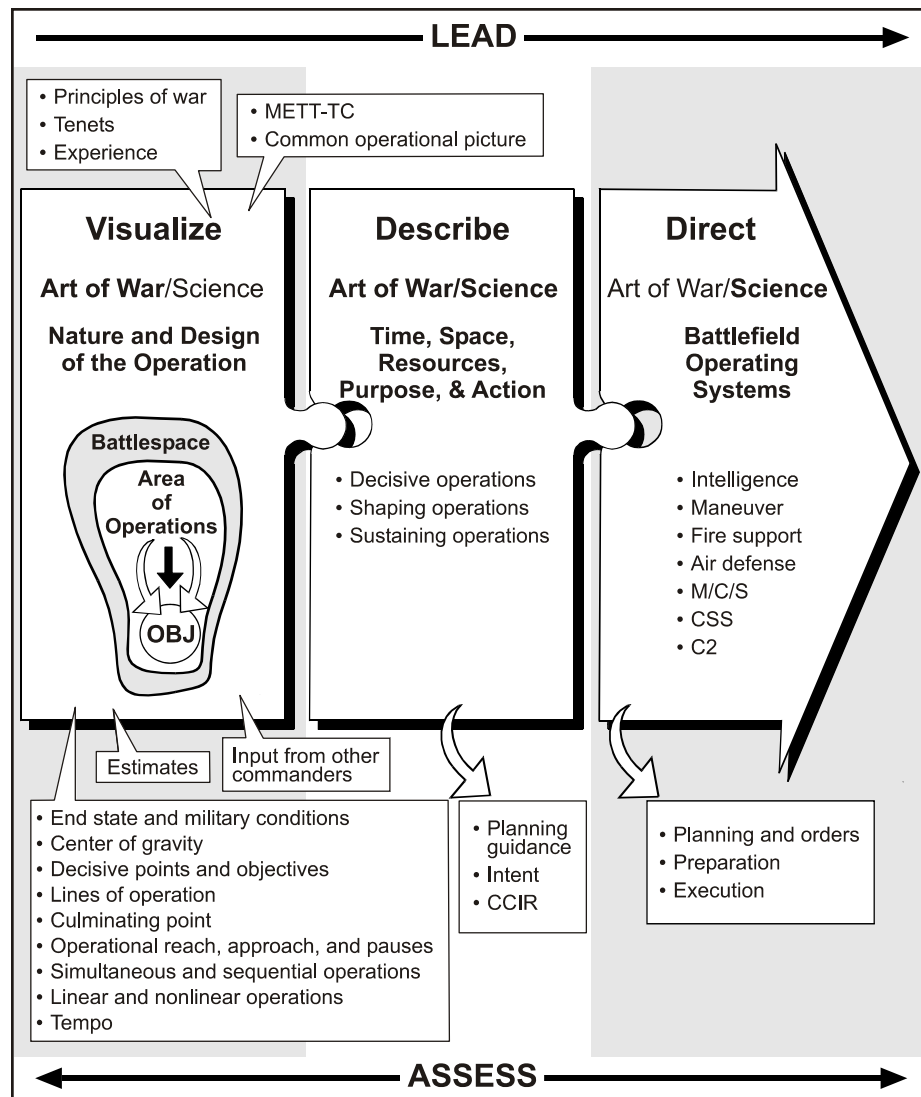 LEAD
• Principles of war
• Tenets
• Experience
• METT-TC
• Common operational picture
Visualize
Art of War/Science
Nature and Design
of the Operation
Battlespace
Area
of
Operations
OBJ
Describe
Art of War/Science
Time, Space,
Resources,
Purpose, & Action
• Decisive operations
• Shaping operations
• Sustaining operations
Direct
Art of War/Science
Battlefield
Operating
Systems
• Intelligence
• Maneuver
• Fire support
• Air defense
• M/C/S
• CSS
• C2
Estimates
Input from other
commanders
• End state and military conditions
• Center of gravity
• Decisive points and objectives
• Lines of operation
• Culminating point
• Operational reach, approach, and pauses
• Simultaneous and sequential operations
• Linear and nonlinear operations
• Tempo
• Planning
guidance
• Intent
• CCIR
• Planning and orders
• Preparation
• Execution
ASSESS